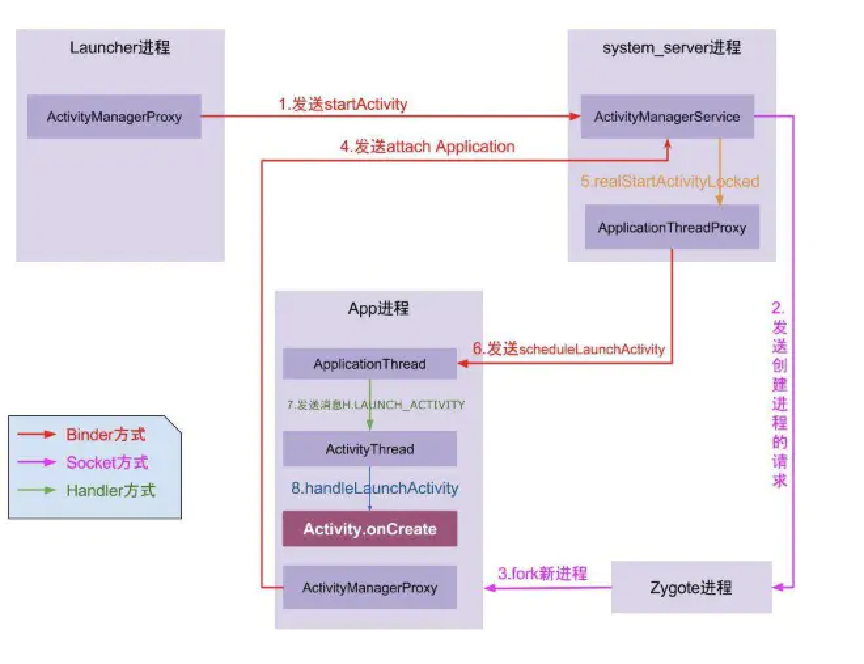 Launcher进程
system_server进程
ActivityManagerProxy
1.发送startActivity
ActivityManagerService
4.发送attach Application
5.realStartActivityLocked
ApplicationThreadProxy
App进程
2.
发
送
创
建
进
程
的
请
求
6.发送scheduleLaunchActivity
ApplicationThread
7.发送消息H.LAUNCH_ACTIVITY
ActivityThread
8.handleLaunchActivity
Activity.onCreate
ActivityManagerProxy
3.fork新进程
Zygote进程
Binder方式
Socket方式
Handler方式